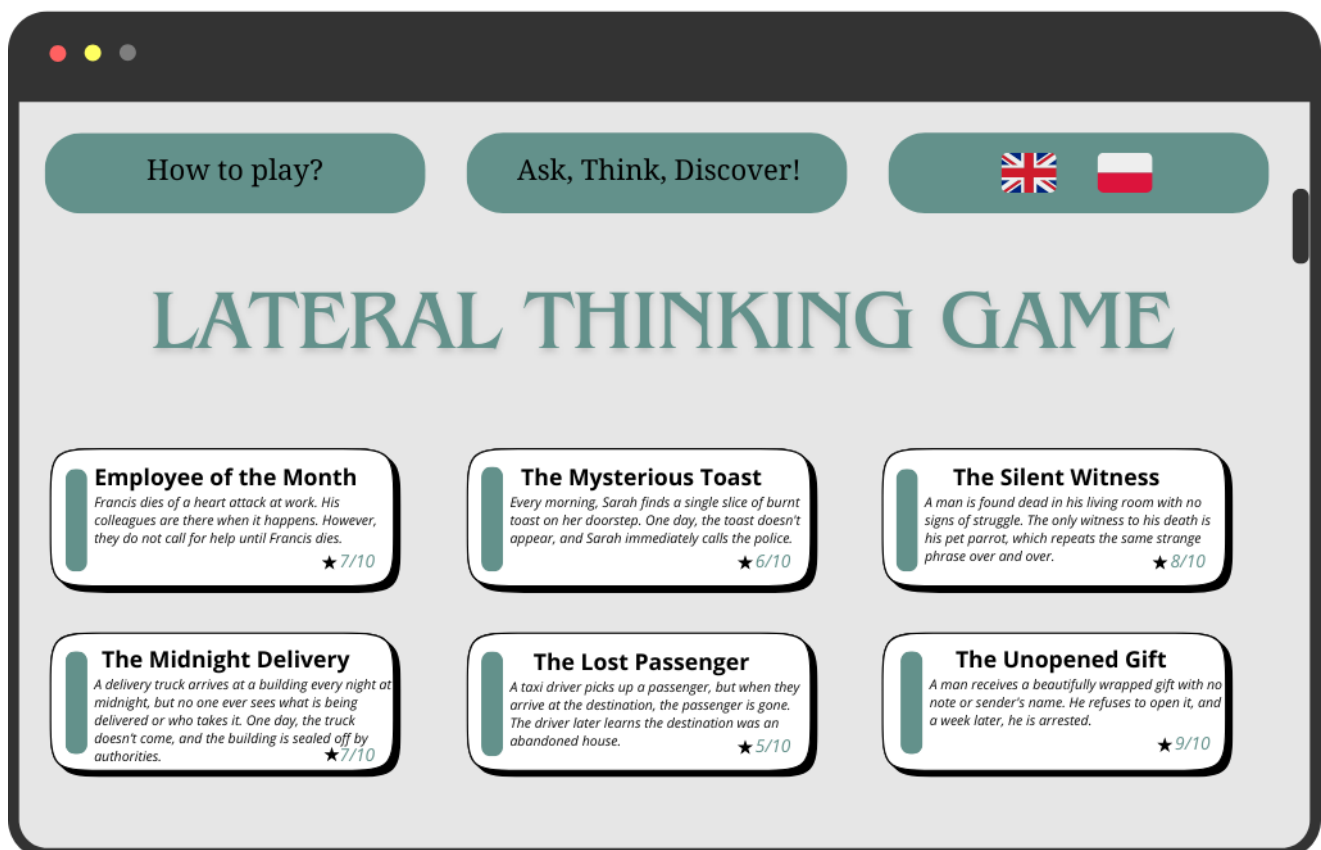 How to play?
Ask, Think, Discover!
LATERAL THINKING GAME
Employee of the Month
Francis dies of a heart attack at work. His
colleagues are there when it happens. However,
they do not call for help until Francis dies.
★7/10
The Mysterious Toast
Every morning, Sarah finds a single slice of burnt
toast on her doorstep. One day, the toast doesn't
appear, and Sarah immediately calls the police.
★6/10
The Silent Witness
A man is found dead in his living room with no
signs of struggle. The only witness to his death is
his pet parrot, which repeats the same strange
phrase over and over.
★8/10
The Midnight Delivery
A delivery truck arrives at a building every night at
midnight, but no one ever sees what is being
delivered or who takes it. One day, the truck
doesn't come, and the building is sealed off by
authorities.
★7/10
The Lost Passenger
A taxi driver picks up a passenger, but when they
arrive at the destination, the passenger is gone.
The driver later learns the destination was an
abandoned house.
★5/10
The Unopened Gift
A man receives a beautifully wrapped gift with no
note or sender's name. He refuses to open it, and
a week later, he is arrested.
★9/10